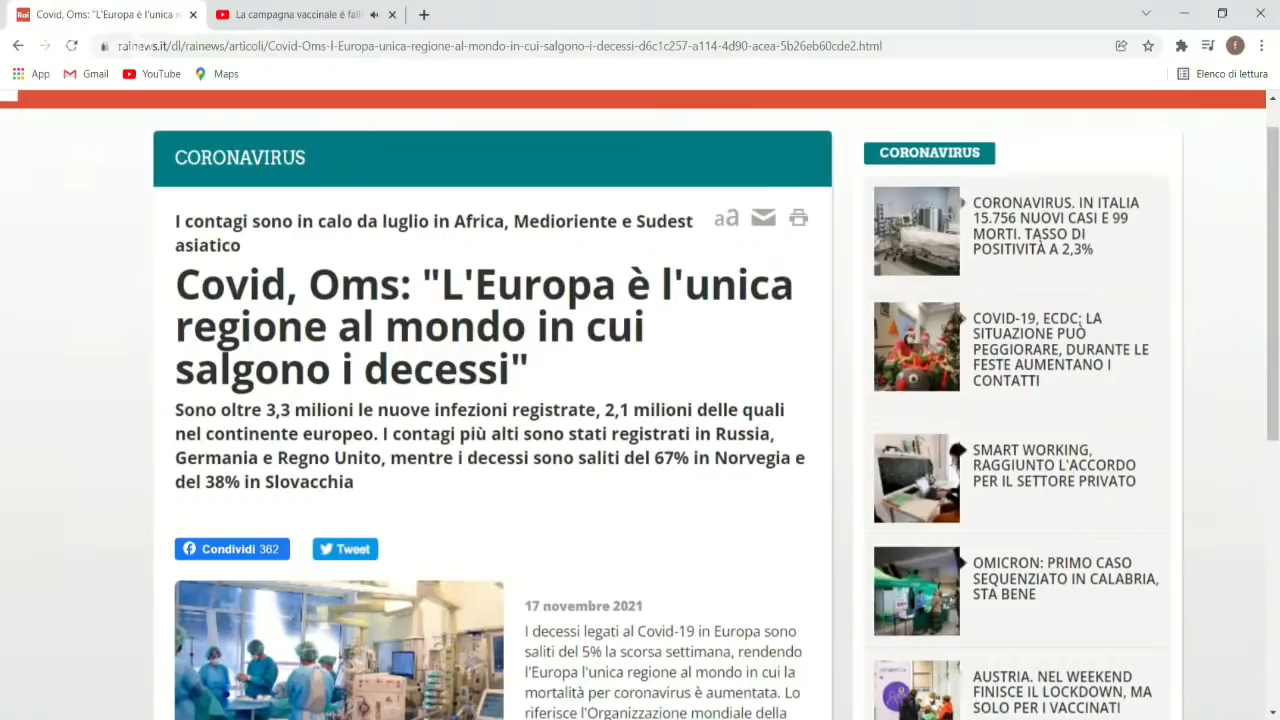 Rai
Covid, Oms: "L'Europa è l'unica r
La campagna vaccinale è fall
rainews.it/dl/rainews/articoli/Covid-Oms-l-Europa-unica-regione-al-mondo-in-cui-salgono-i-decessi-d6c1c257-a114-4d90-acea-5b26eb60cde2.html
f
App
Gmail
YouTube
Maps
Elenco di lettura
CORONAVIRUS
I contagi sono in calo da luglio in Africa, Medioriente e Sudest
asiatico
aa
Covid, Oms: "L'Europa è l'unica
regione al mondo in cui
salgono i decessi"
Sono oltre 3,3 milioni le nuove infezioni registrate, 2,1 milioni delle quali
nel continente europeo. I contagi più alti sono stati registrati in Russia,
Germania e Regno Unito, mentre i decessi sono saliti del 67% in Norvegia e
del 38% in Slovacchia
Condividi 362
Tweet
17 novembre 2021
I decessi legati al Covid-19 in Europa sono
saliti del 5% la scorsa settimana, rendendo
l'Europa l'unica regione al mondo in cui la
mortalità per coronavirus è aumentata. Lo
riferisce l'Organizzazione mondiale della
CORONAVIRUS
CORONAVIRUS. IN ITALIA
15.756 NUOVI CASI E 99
MORTI. TASSO DI
POSITIVITÀ A 2,3%
COVID-19, ECDC: LA
SITUAZIONE PUÒ
PEGGIORARE, DURANTE LE
FESTE AUMENTANO I
CONTATTI
SMART WORKING,
RAGGIUNTO L'ACCORDO
PER IL SETTORE PRIVATO
OMICRON: PRIMO CASO
SEQUENZIATO IN CALABRIA,
STA BENE
AUSTRIA. NEL WEEKEND
FINISCE IL LOCKDOWN, MA
SOLO PER I VACCINATI